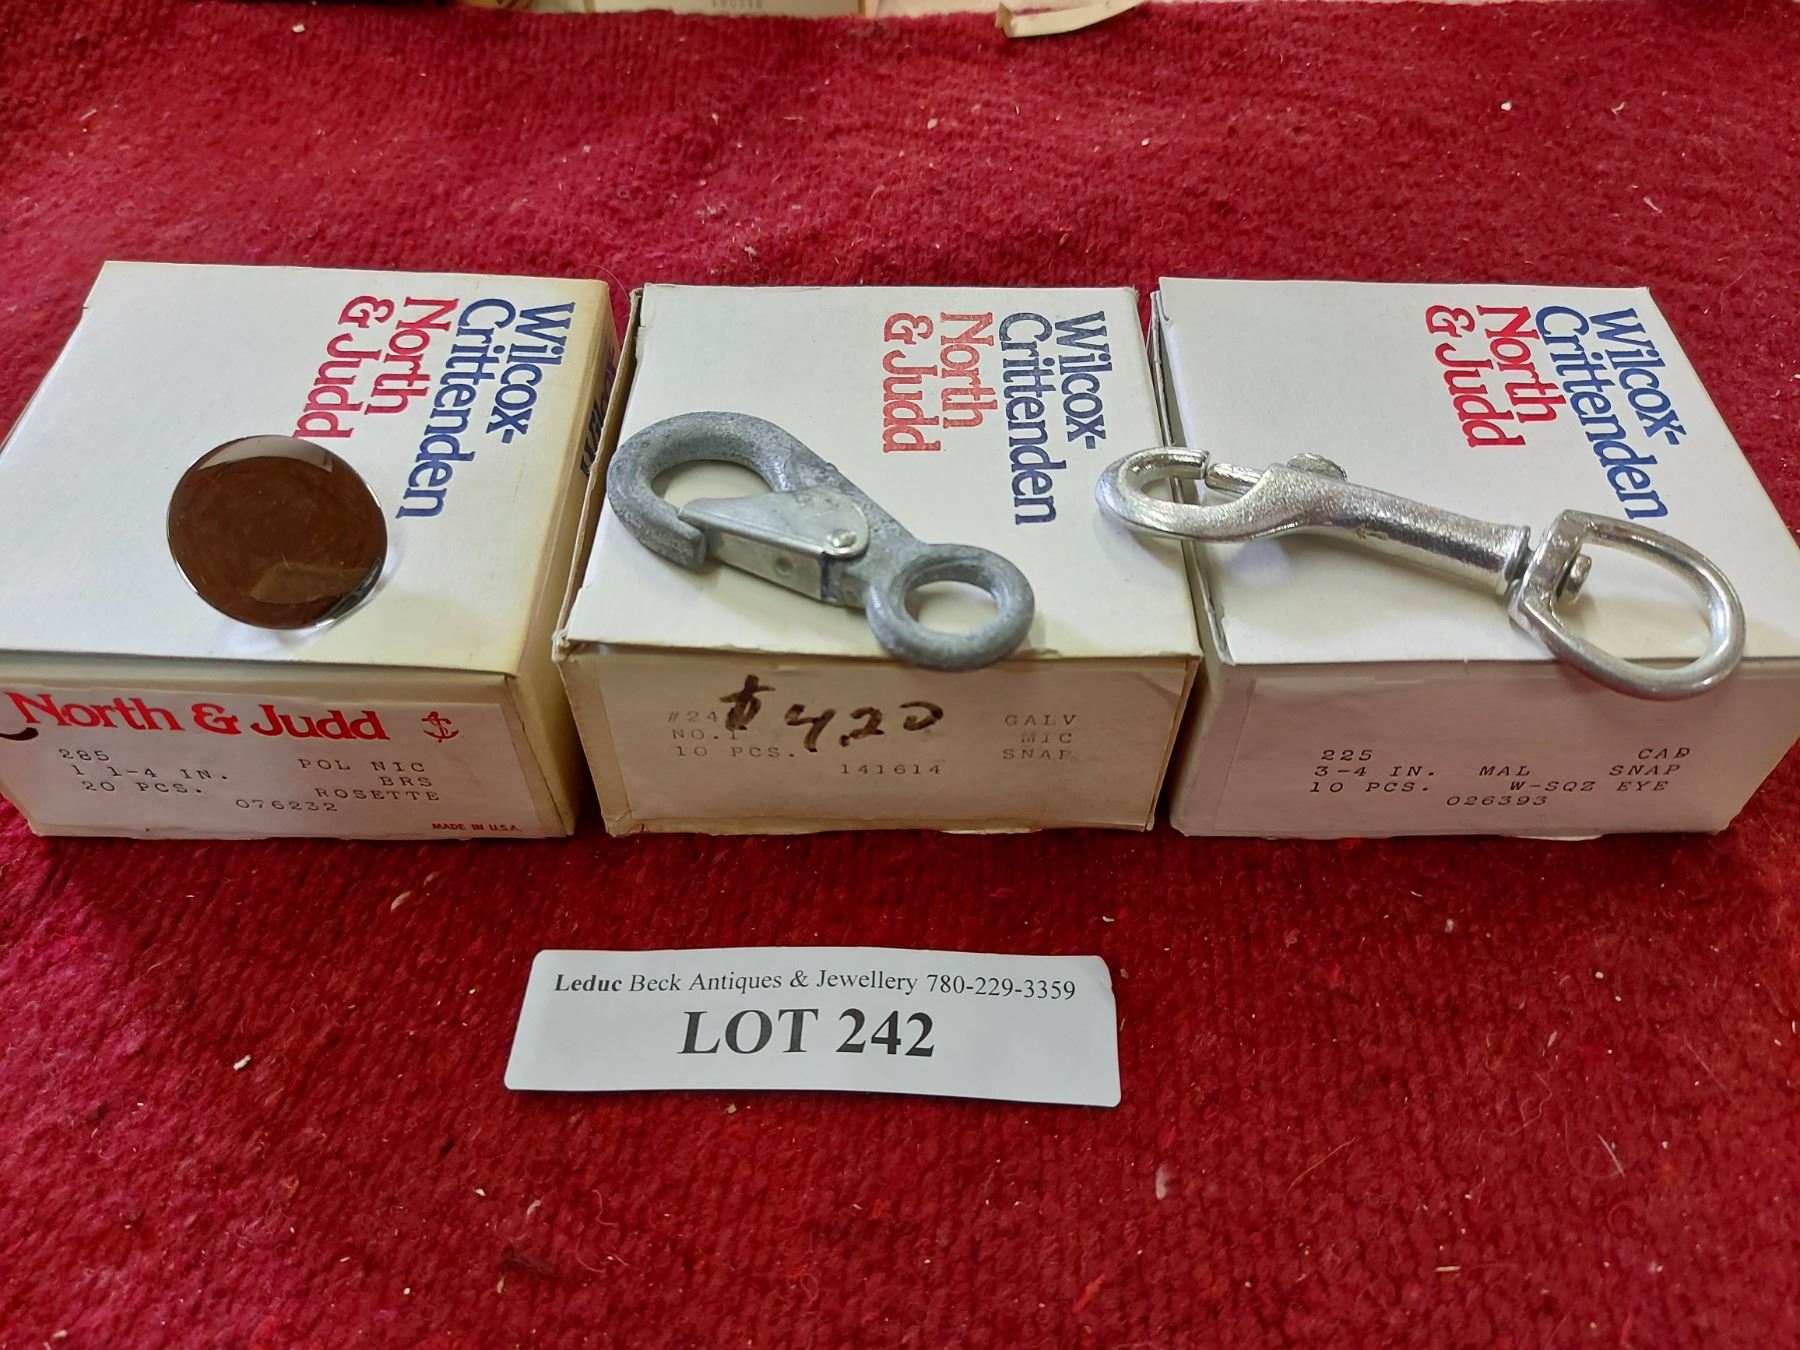 Wilcox-
Crittenden
North
& Judd
North & Judd
285 POL NIC
1 1-4 IN. BRS
20 PCS. ROSETTE
076232
MADE IN U.S.A.
Wilcox-
Crittenden
North
& Judd
$4.20
#24 GALV
NO.1 MIC
10 PCS. SNAP
141614
Wilcox-
Crittenden
North
& Judd
225 CAD
3-4 IN. MAL SNAP
10 PCS. W-SQZ EYE
026393
Leduc Beck Antiques & Jewellery 780-229-3359
LOT 242